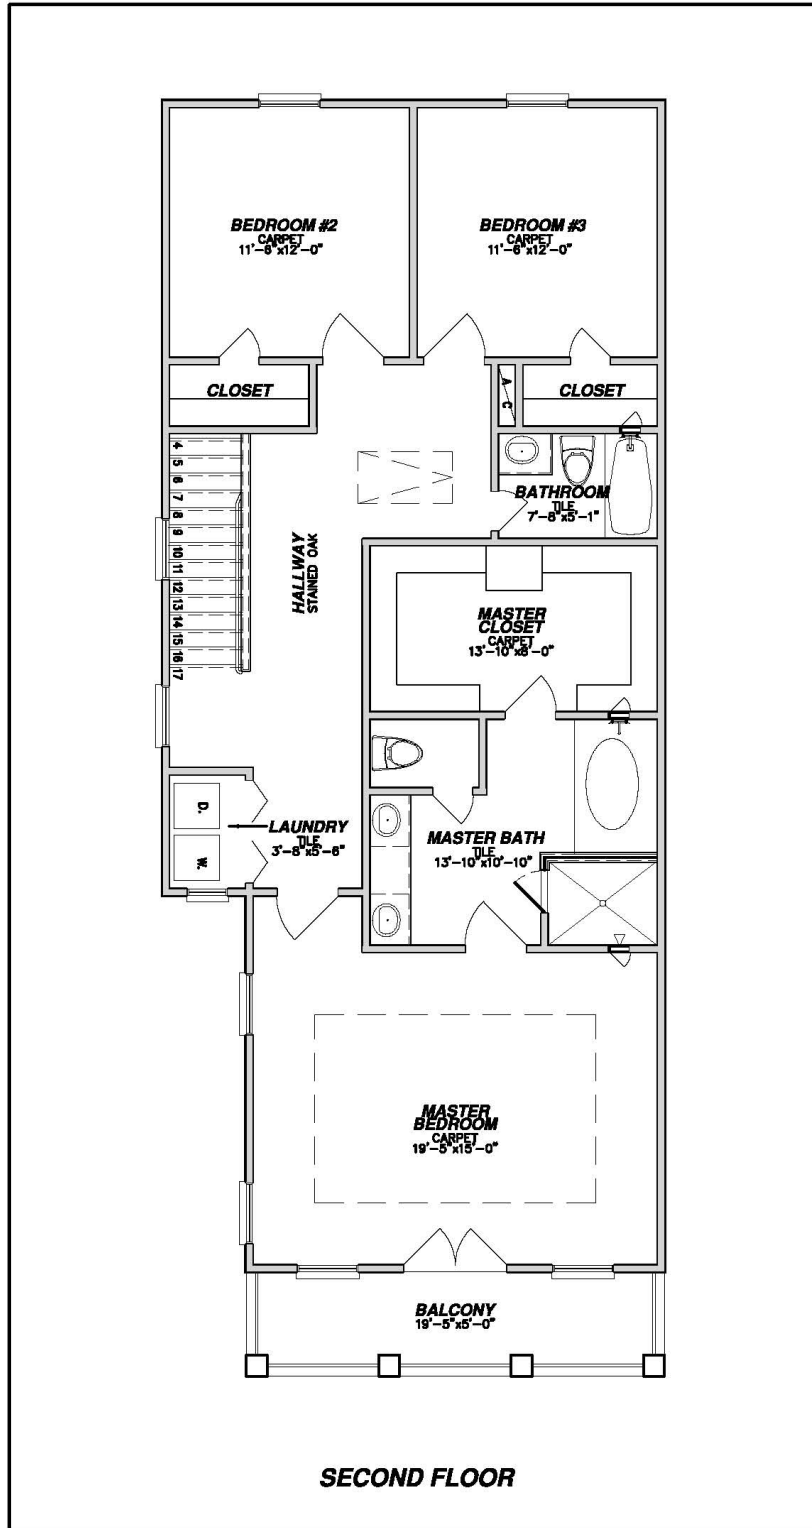 BEDROOM #2
CARPET
11'-6"x12'-0"
BEDROOM #3
CARPET
11'-6"x12'-0"
CLOSET
A
C
CLOSET
4
5
6
7
8
9
10
11
12
13
14
15
16
17
HALLWAY
STAINED OAK
BATHROOM
TILE
7'-8"x5'-1"
MASTER
CLOSET
CARPET
13'-10"x8'-0"
D.
W.
LAUNDRY
TILE
3'-8"x5'-6"
MASTER BATH
TILE
13'-10"x10'-10"
MASTER
BEDROOM
CARPET
19'-5"x15'-0"
BALCONY
19'-5"x5'-0"
SECOND FLOOR